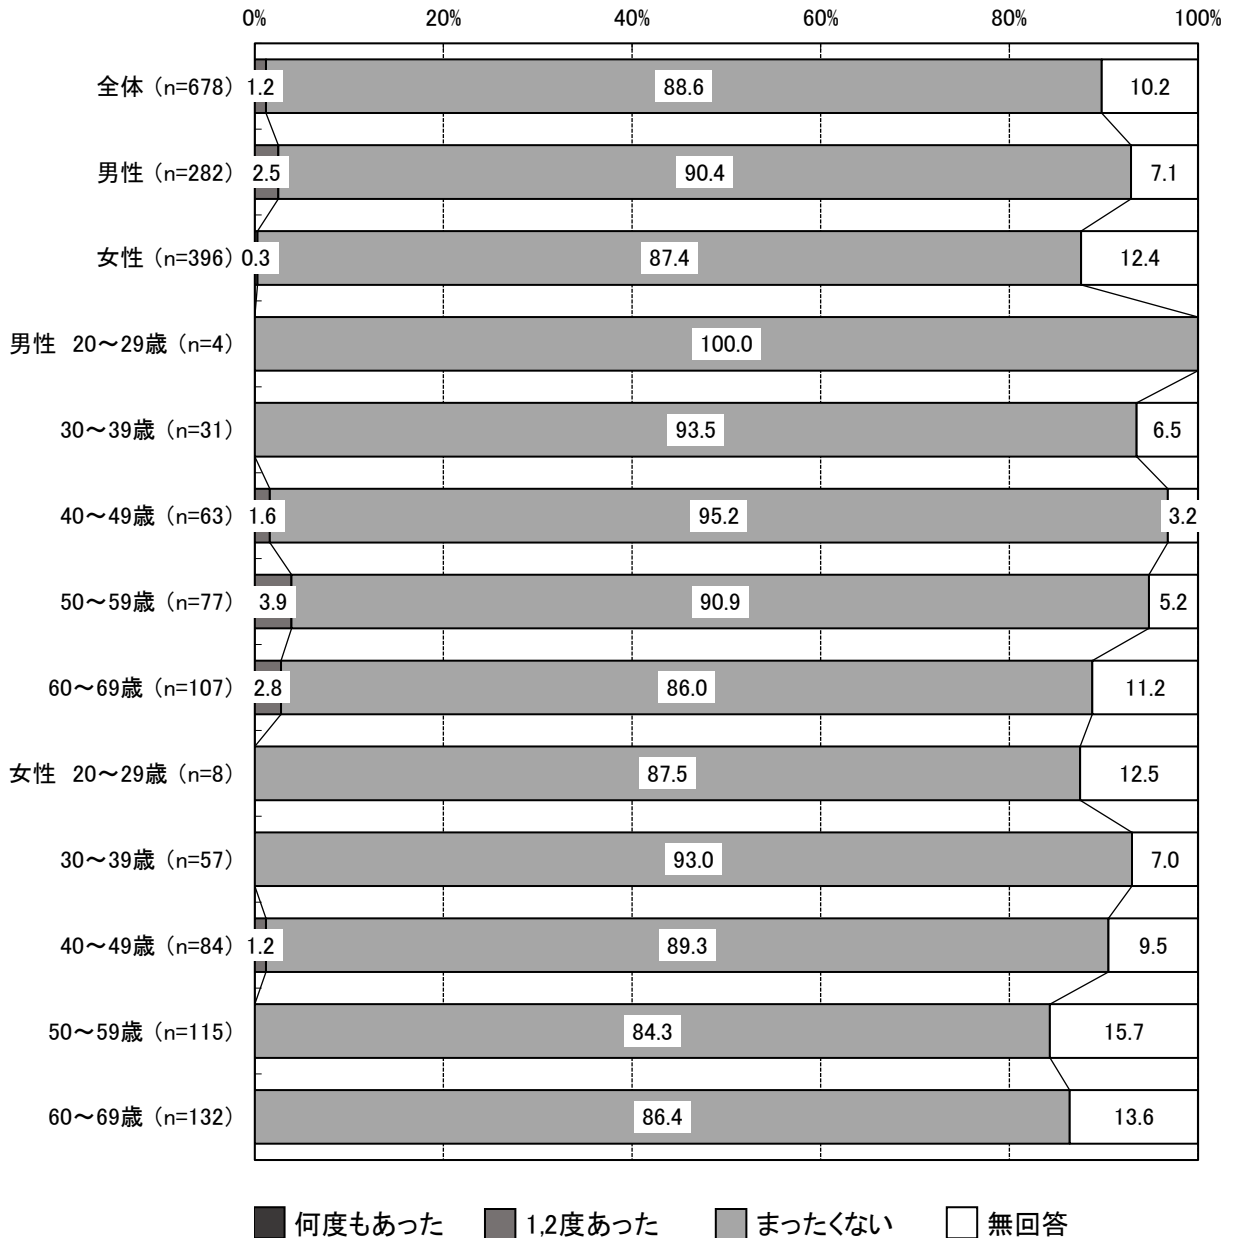 0% 20% 40% 60% 80% 100%
全体（n=678） 1.2 88.6 10.2
男性（n=282） 2.5 90.4 7.1
女性（n=396） 0.3 87.4 12.4
男性　20～29歳（n=4） 100.0
30～39歳（n=31） 93.5 6.5
40～49歳（n=63） 1.6 95.2 3.2
50～59歳（n=77） 3.9 90.9 5.2
60～69歳（n=107） 2.8 86.0 11.2
女性　20～29歳（n=8） 87.5 12.5
30～39歳（n=57） 93.0 7.0
40～49歳（n=84） 1.2 89.3 9.5
50～59歳（n=115） 84.3 15.7
60～69歳（n=132） 86.4 13.6
何度もあった 1,2度あった まったくない 無回答